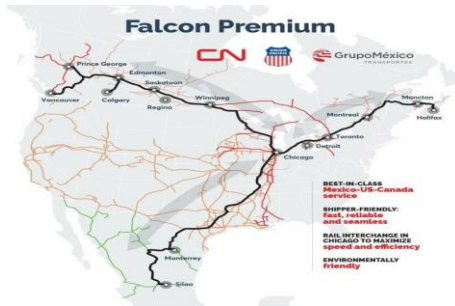 Falcon Premium
CN
UNION PACIFIC
GrupoMéxico
TRANSPORTES
Prince George
Edmonton
Saskatoon
Vancouver
Calgary
Regina
Winnipeg
Moncton
Halifax
Montreal
Toronto
Detroit
Chicago
BEST-IN-CLASS
Mexico-US-Canada
service
SHIPPER-FRIENDLY:
fast, reliable
and seamless
RAIL INTERCHANGE IN
CHICAGO TO MAXIMIZE
speed and efficiency
ENVIRONMENTALLY
friendly
Monterrey
Silao